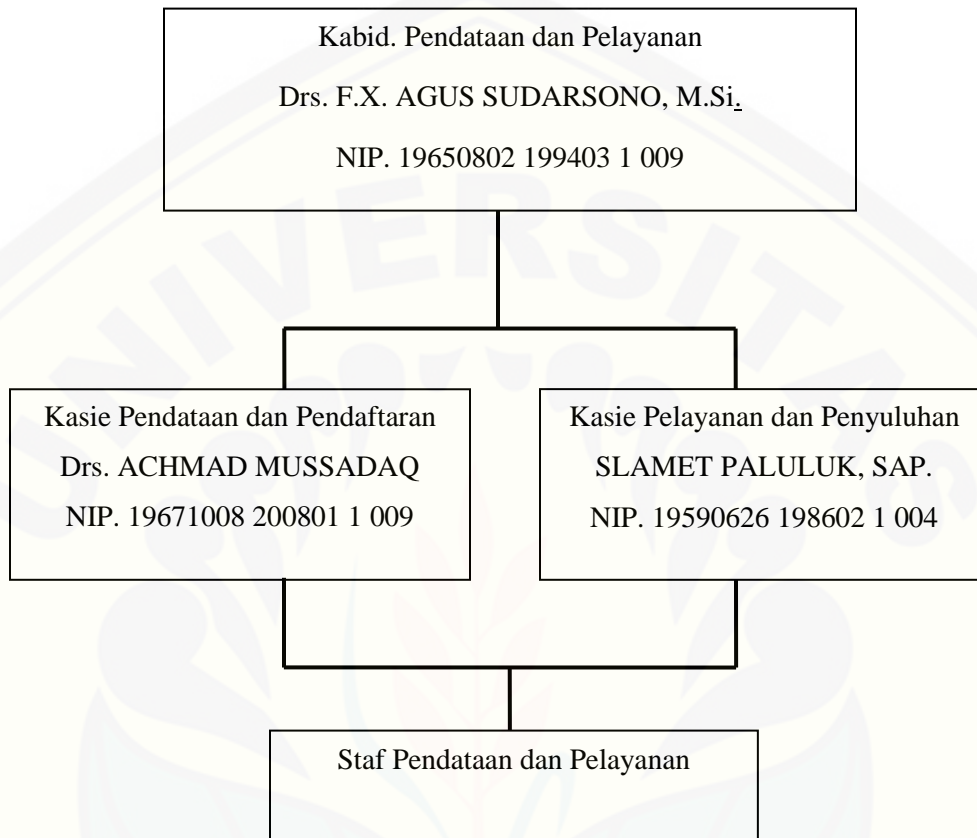 Kabid. Pendataan dan Pelayanan
Drs. F.X. AGUS SUDARSONO, M.Si.
NIP. 19650802 199403 1 009
UNIVERSITAS
Kasie Pendataan dan Pendaftaran
Drs. ACHMAD MUSSADAQ
NIP. 19671008 200801 1 009
Kasie Pelayanan dan Penyuluhan
SLAMET PALULUK, SAP.
NIP. 19590626 198602 1 004
Staf Pendataan dan Pelayanan